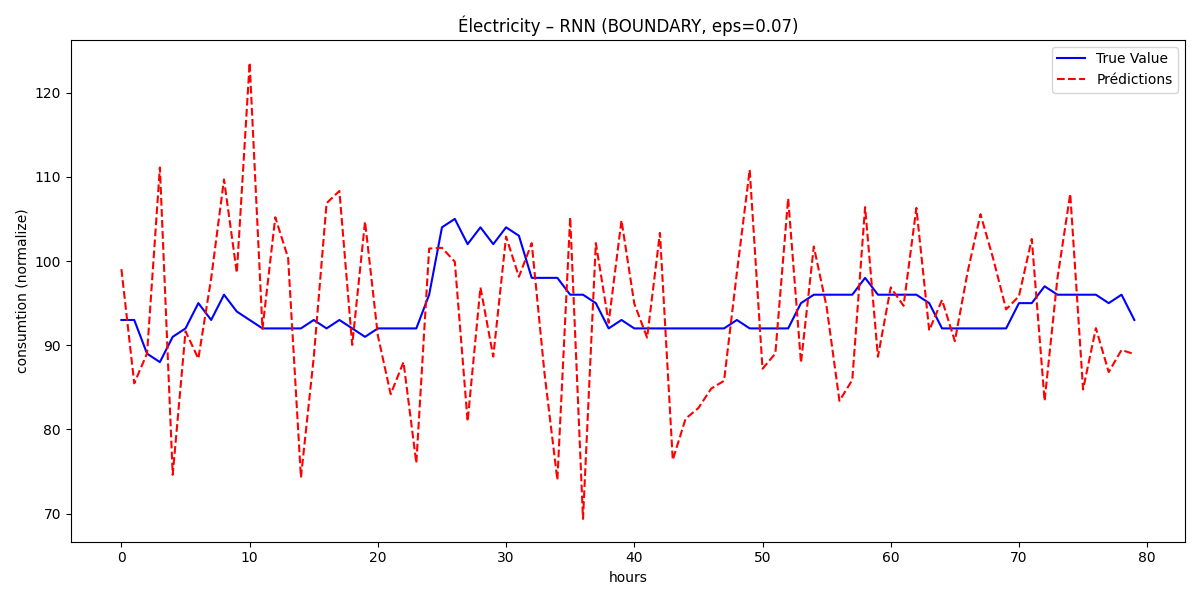 Électricity – RNN (BOUNDARY, eps=0.07)
True Value
Prédictions
consumtion (normalize)
120
110
100
90
80
70
0 10 20 30 40 50 60 70 80
hours